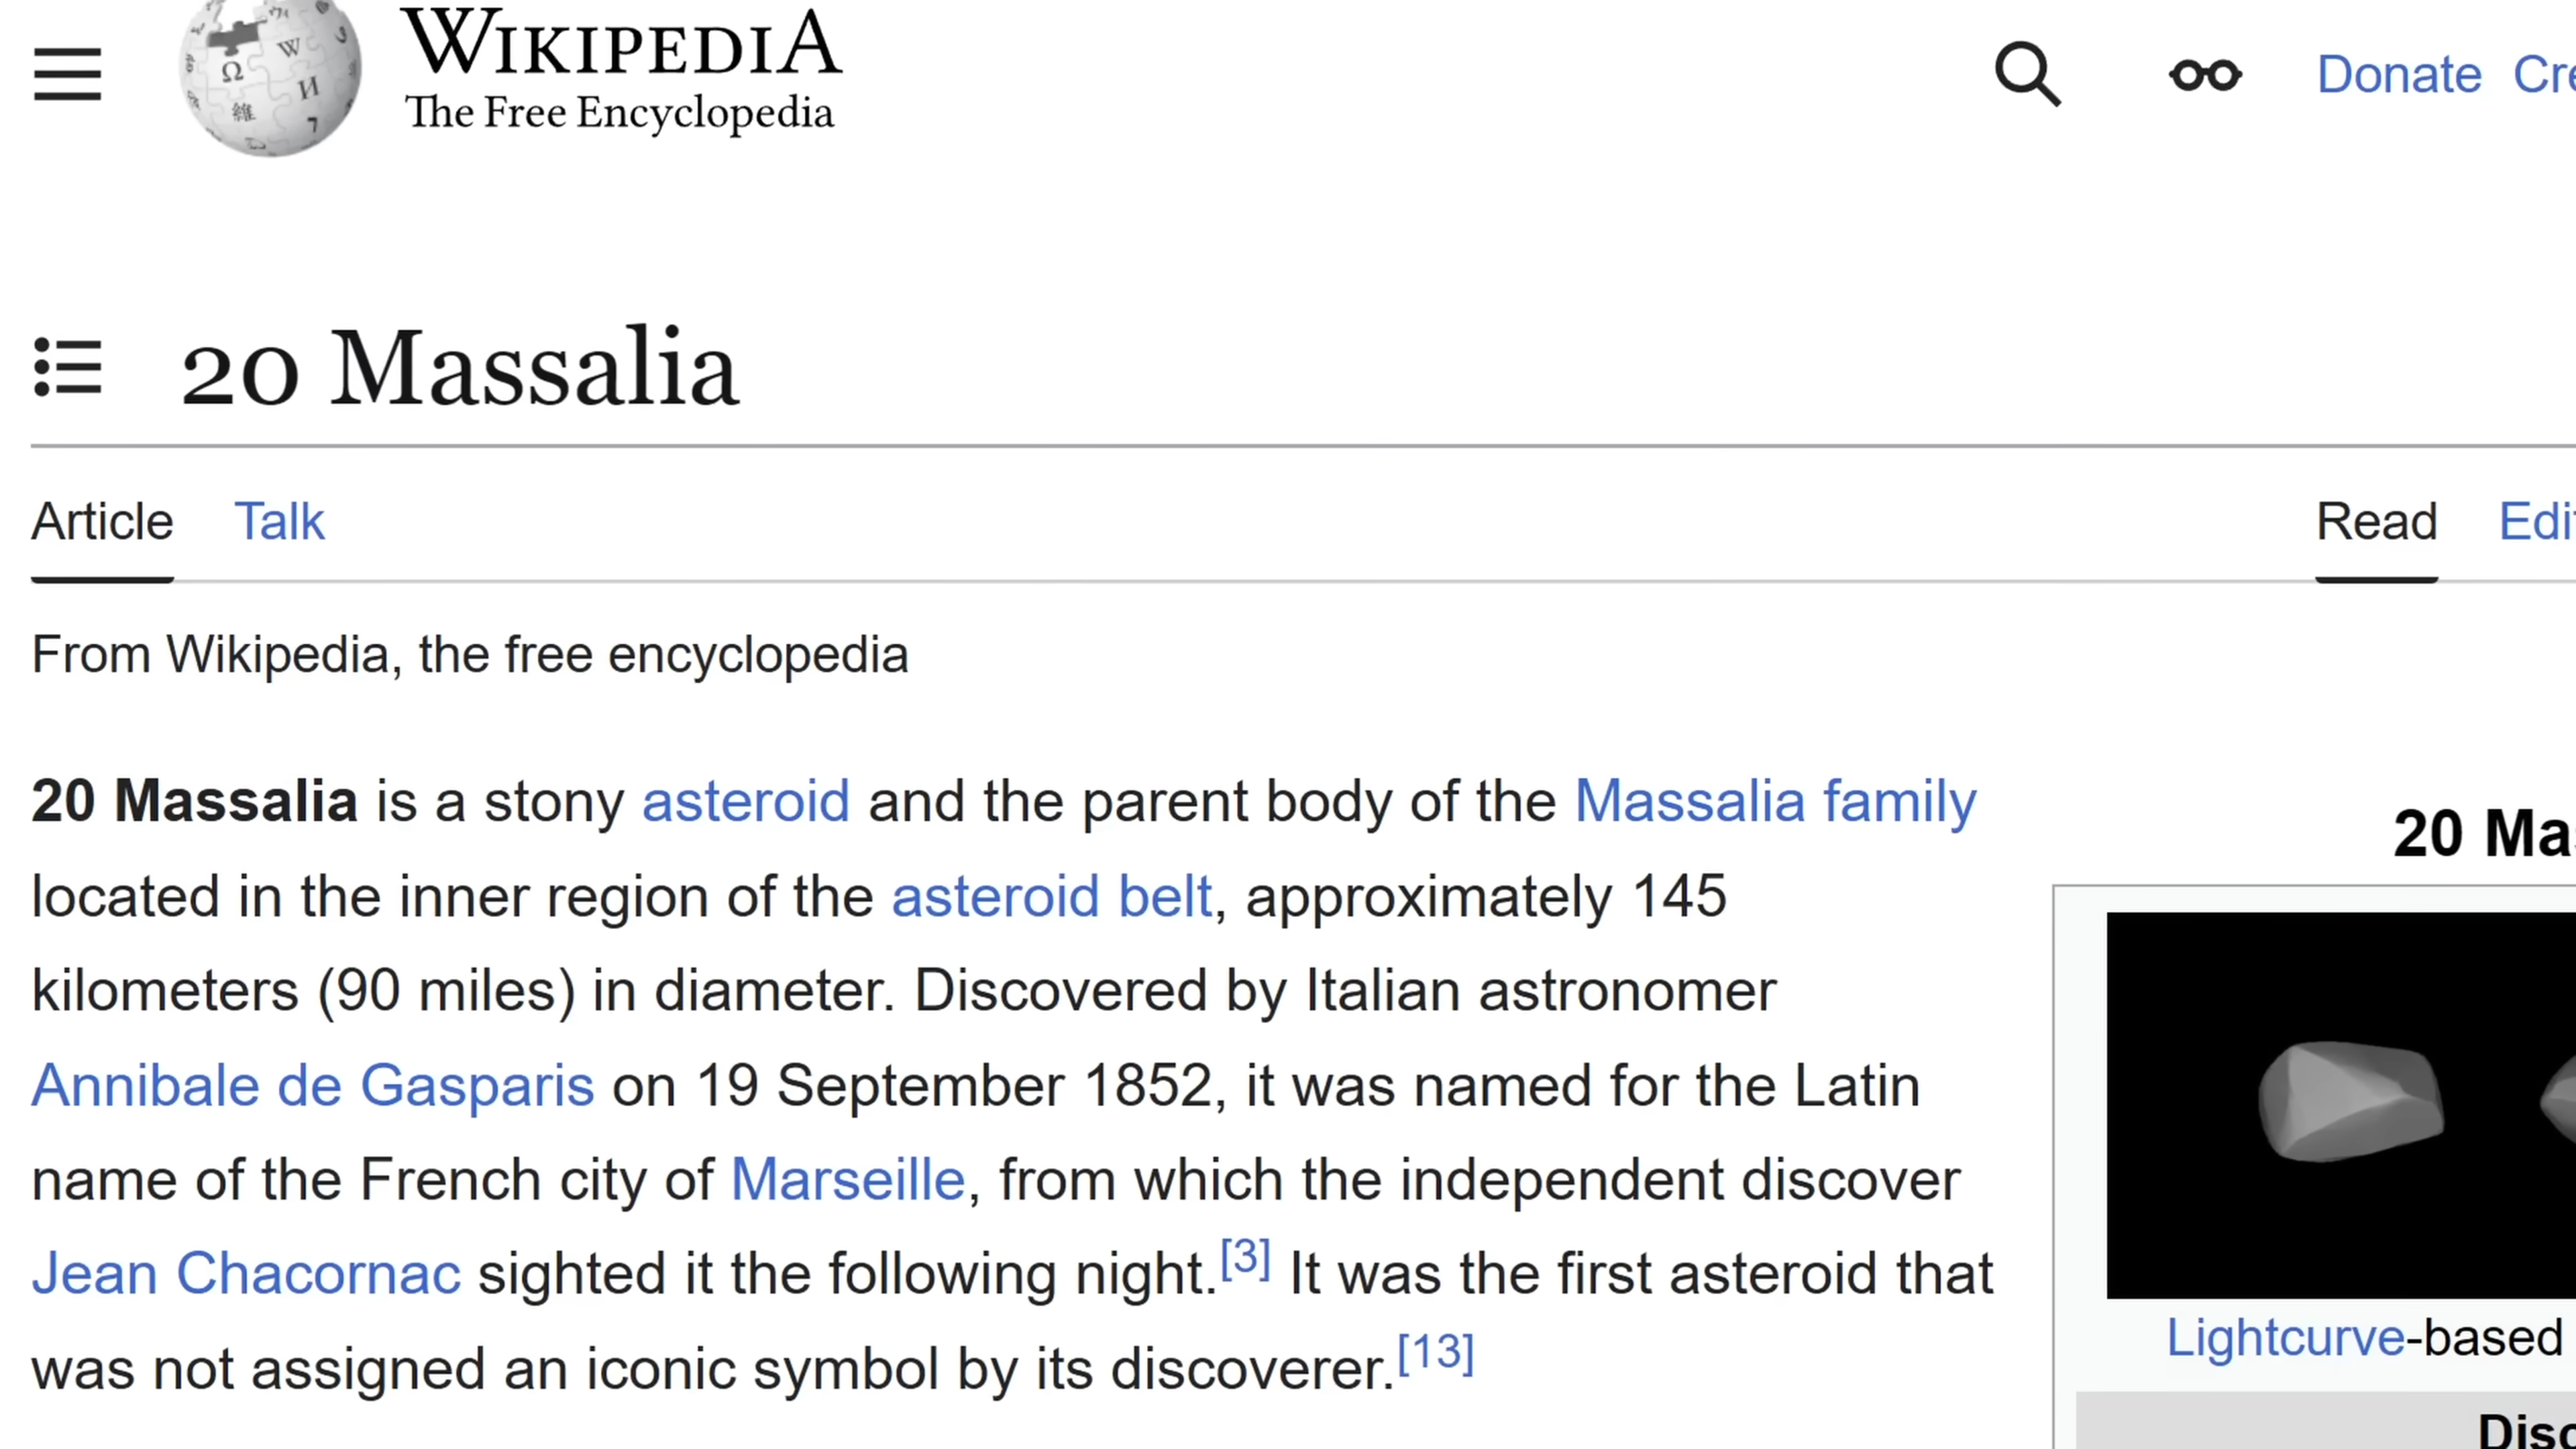 WIKIPEDIA
The Free Encyclopedia
Donate
20 Massalia
Article Talk Read
From Wikipedia, the free encyclopedia
20 Massalia is a stony asteroid and the parent body of the Massalia family
located in the inner region of the asteroid belt, approximately 145
kilometers (90 miles) in diameter. Discovered by Italian astronomer
Annibale de Gasparis on 19 September 1852, it was named for the Latin
name of the French city of Marseille, from which the independent discover
Jean Chacornac sighted it the following night.[3] It was the first asteroid that
was not assigned an iconic symbol by its discoverer.[13]
20
Lightcurve-based